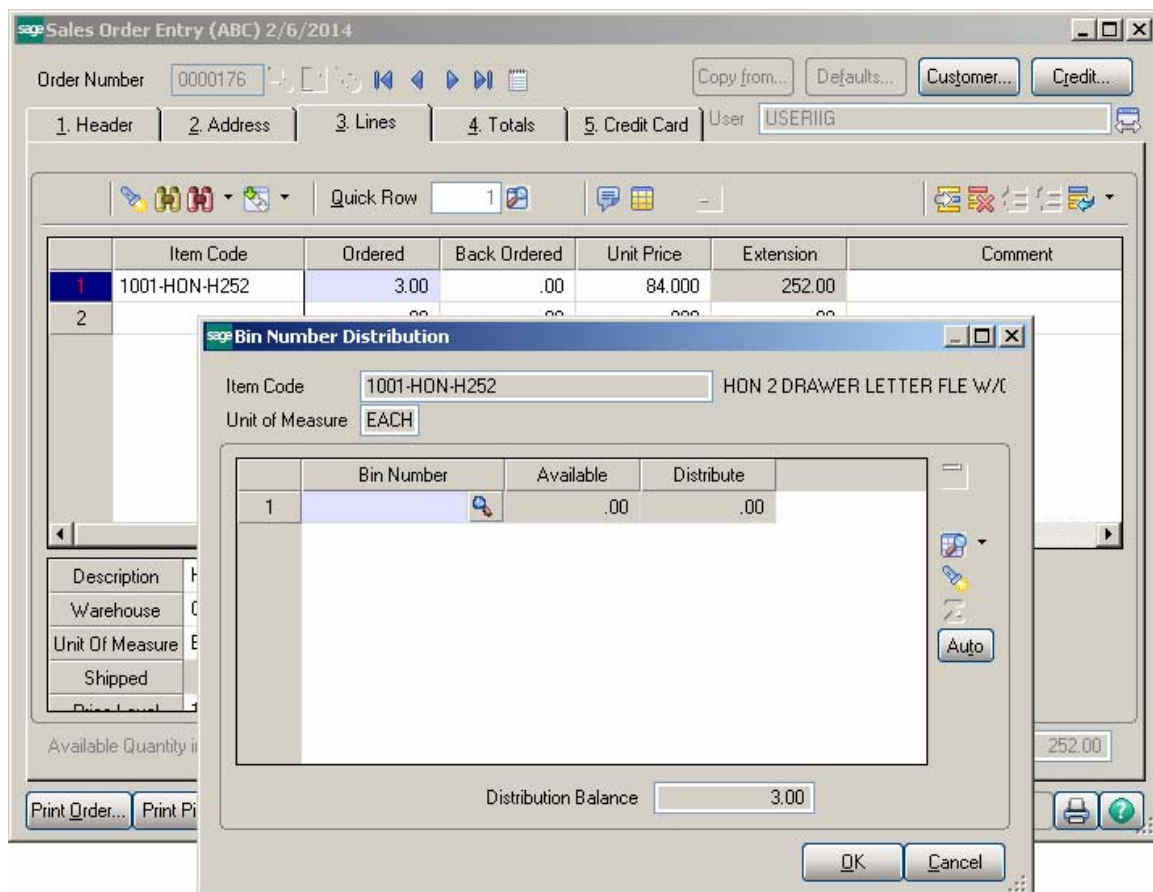 sage Sales Order Entry (ABC) 2/6/2014
Order Number 0000176 Copy from... Defaults... Customer... Credit...
1. Header 2. Address 3. Lines 4. Totals 5. Credit Card User USERIIG
Quick Row 1
Item Code Ordered Back Ordered Unit Price Extension Comment
1 1001-HON-H252 3.00 .00 84.000 252.00
2
sage Bin Number Distribution
Item Code 1001-HON-H252 HON 2 DRAWER LETTER FLE W/
Unit of Measure EACH
Bin Number Available Distribute
1 .00 .00
Auto
Distribution Balance 3.00
OK Cancel
Description
Warehouse
Unit Of Measure
Shipped
Available Quantity
252.00
Print Order... Print